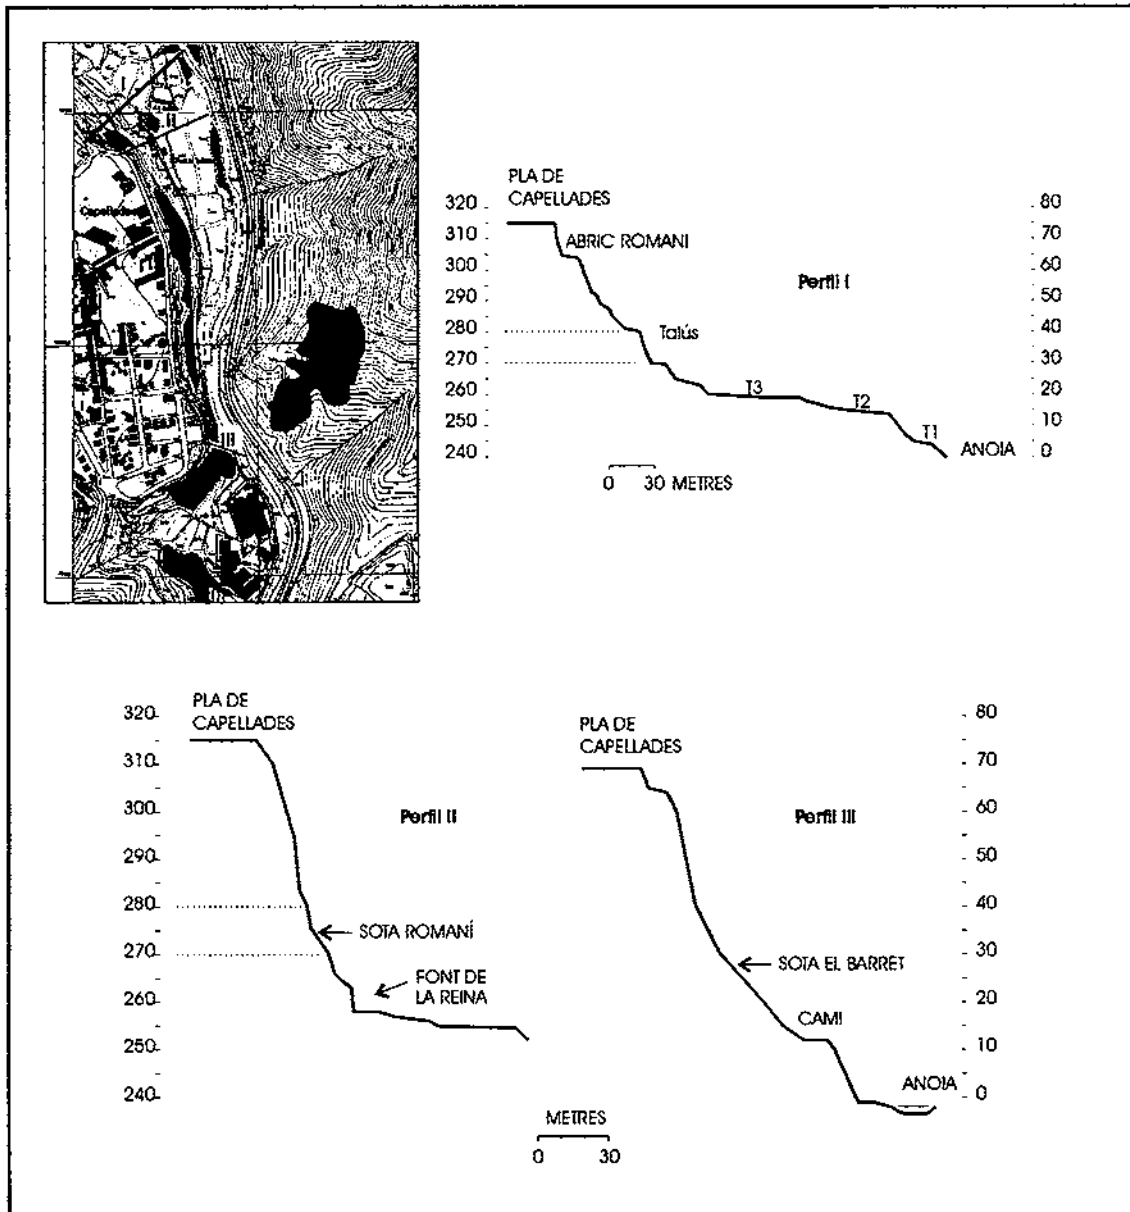 Capellades
II
III
PLA DE
CAPELLADES
ABRIC ROMANI
Perfil I
Talús
T3
T2
T1
ANOIA
320
310
300
290
280
270
260
250
240
80
70
60
50
40
30
20
10
0
0 30 METRES
PLA DE
CAPELLADES
Perfil II
SOTA ROMANÍ
FONT DE
LA REINA
320
310
300
290
280
270
260
250
240
PLA DE
CAPELLADES
Perfil III
SOTA EL BARRET
CAMI
ANOIA
80
70
60
50
40
30
20
10
0
METRES
0 30